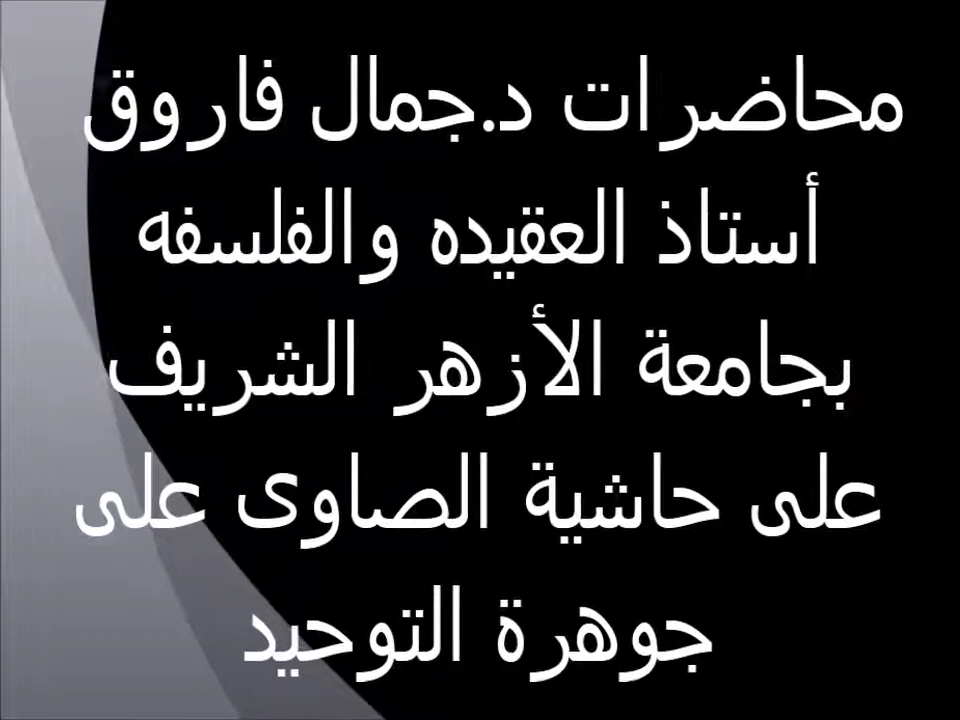 محاضرات د.جمال فاروق
أستاذ العقيده والفلسفه
بجامعة الأزهر الشريف
على حاشية الصاوى على
جوهرة التوحيد